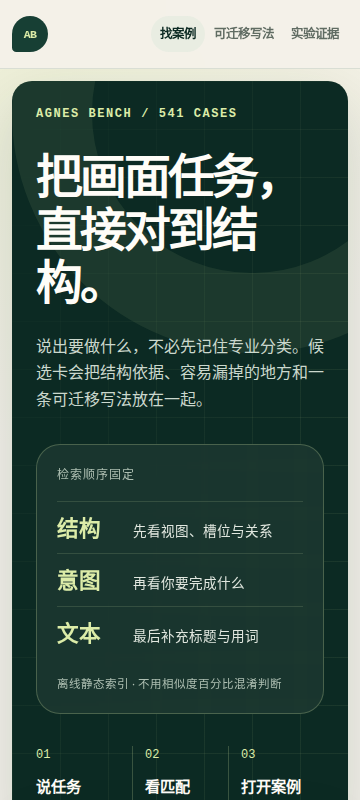 AB
找案例
可迁移写法
实验证据
AGNES BENCH / 541 CASES
把画面任务，
直接对到结
构。
说出要做什么，不必先记住专业分类。候
选卡会把结构依据、容易漏掉的地方和一
条可迁移写法放在一起。
检索顺序固定
结构 先看视图、槽位与关系
意图 再看你要完成什么
文本 最后补充标题与用词
离线静态索引 · 不用相似度百分比混淆判断
01 02 03
说任务 看匹配 打开案例